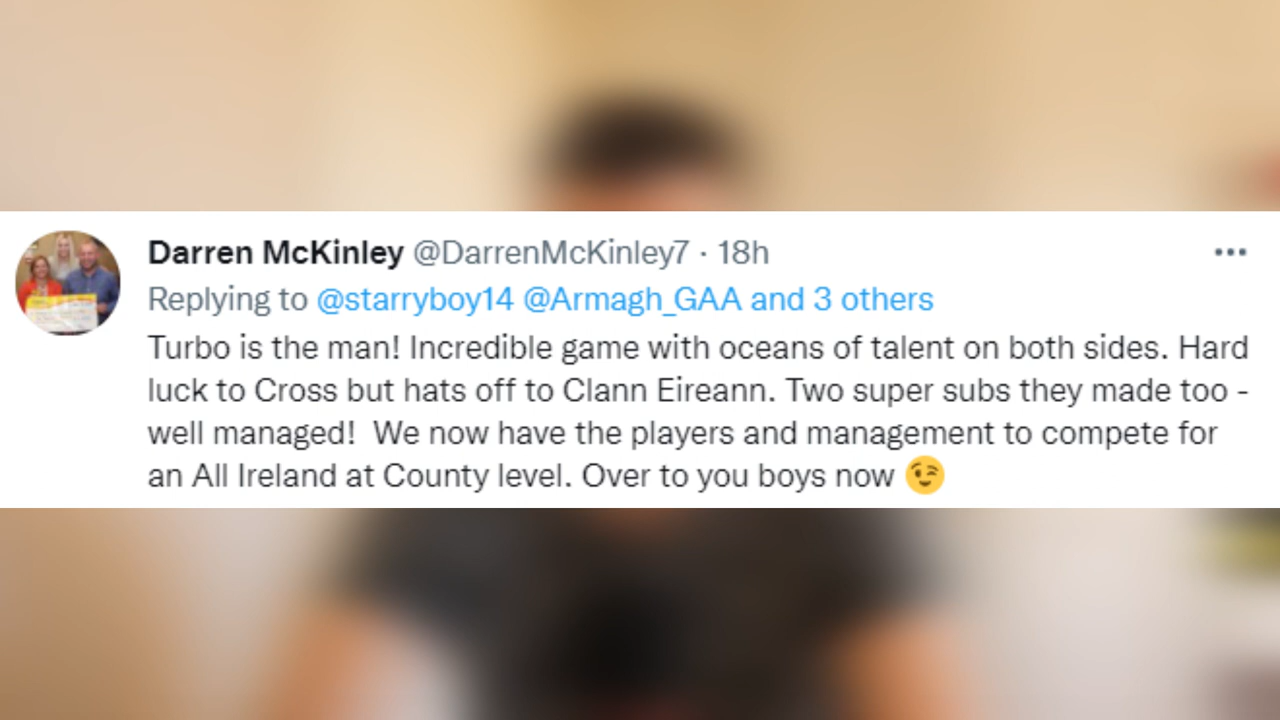 Darren McKinley @DarrenMcKinley7 · 18h
Replying to @starryboy14 @Armagh_GAA and 3 others
Turbo is the man! Incredible game with oceans of talent on both sides. Hard
luck to Cross but hats off to Clann Eireann. Two super subs they made too -
well managed!  We now have the players and management to compete for
an All Ireland at County level. Over to you boys now 😉